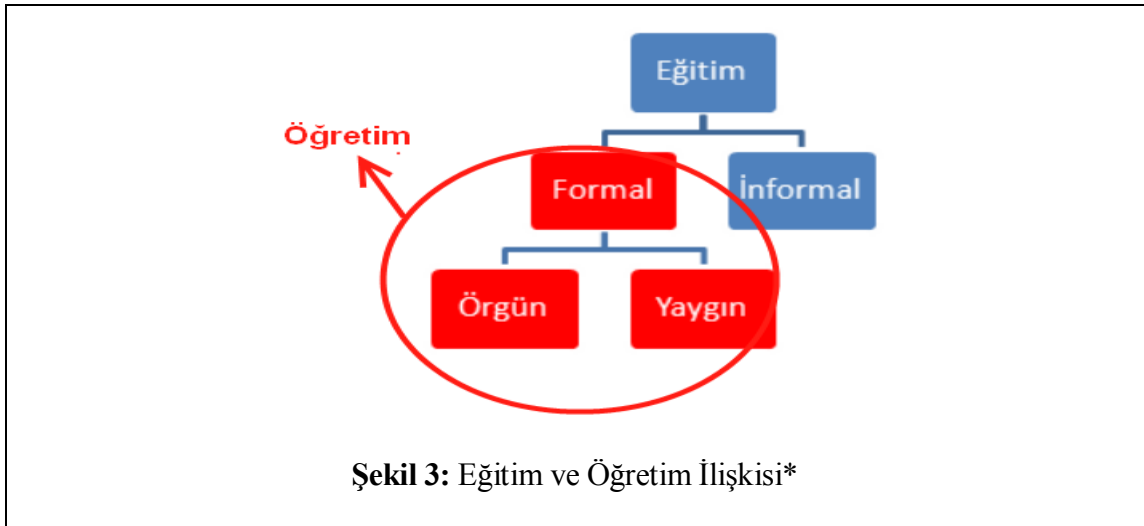 Eğitim
Öğretim
Formal
İnformal
Örgün
Yaygın
Şekil 3: Eğitim ve Öğretim İlişkisi*